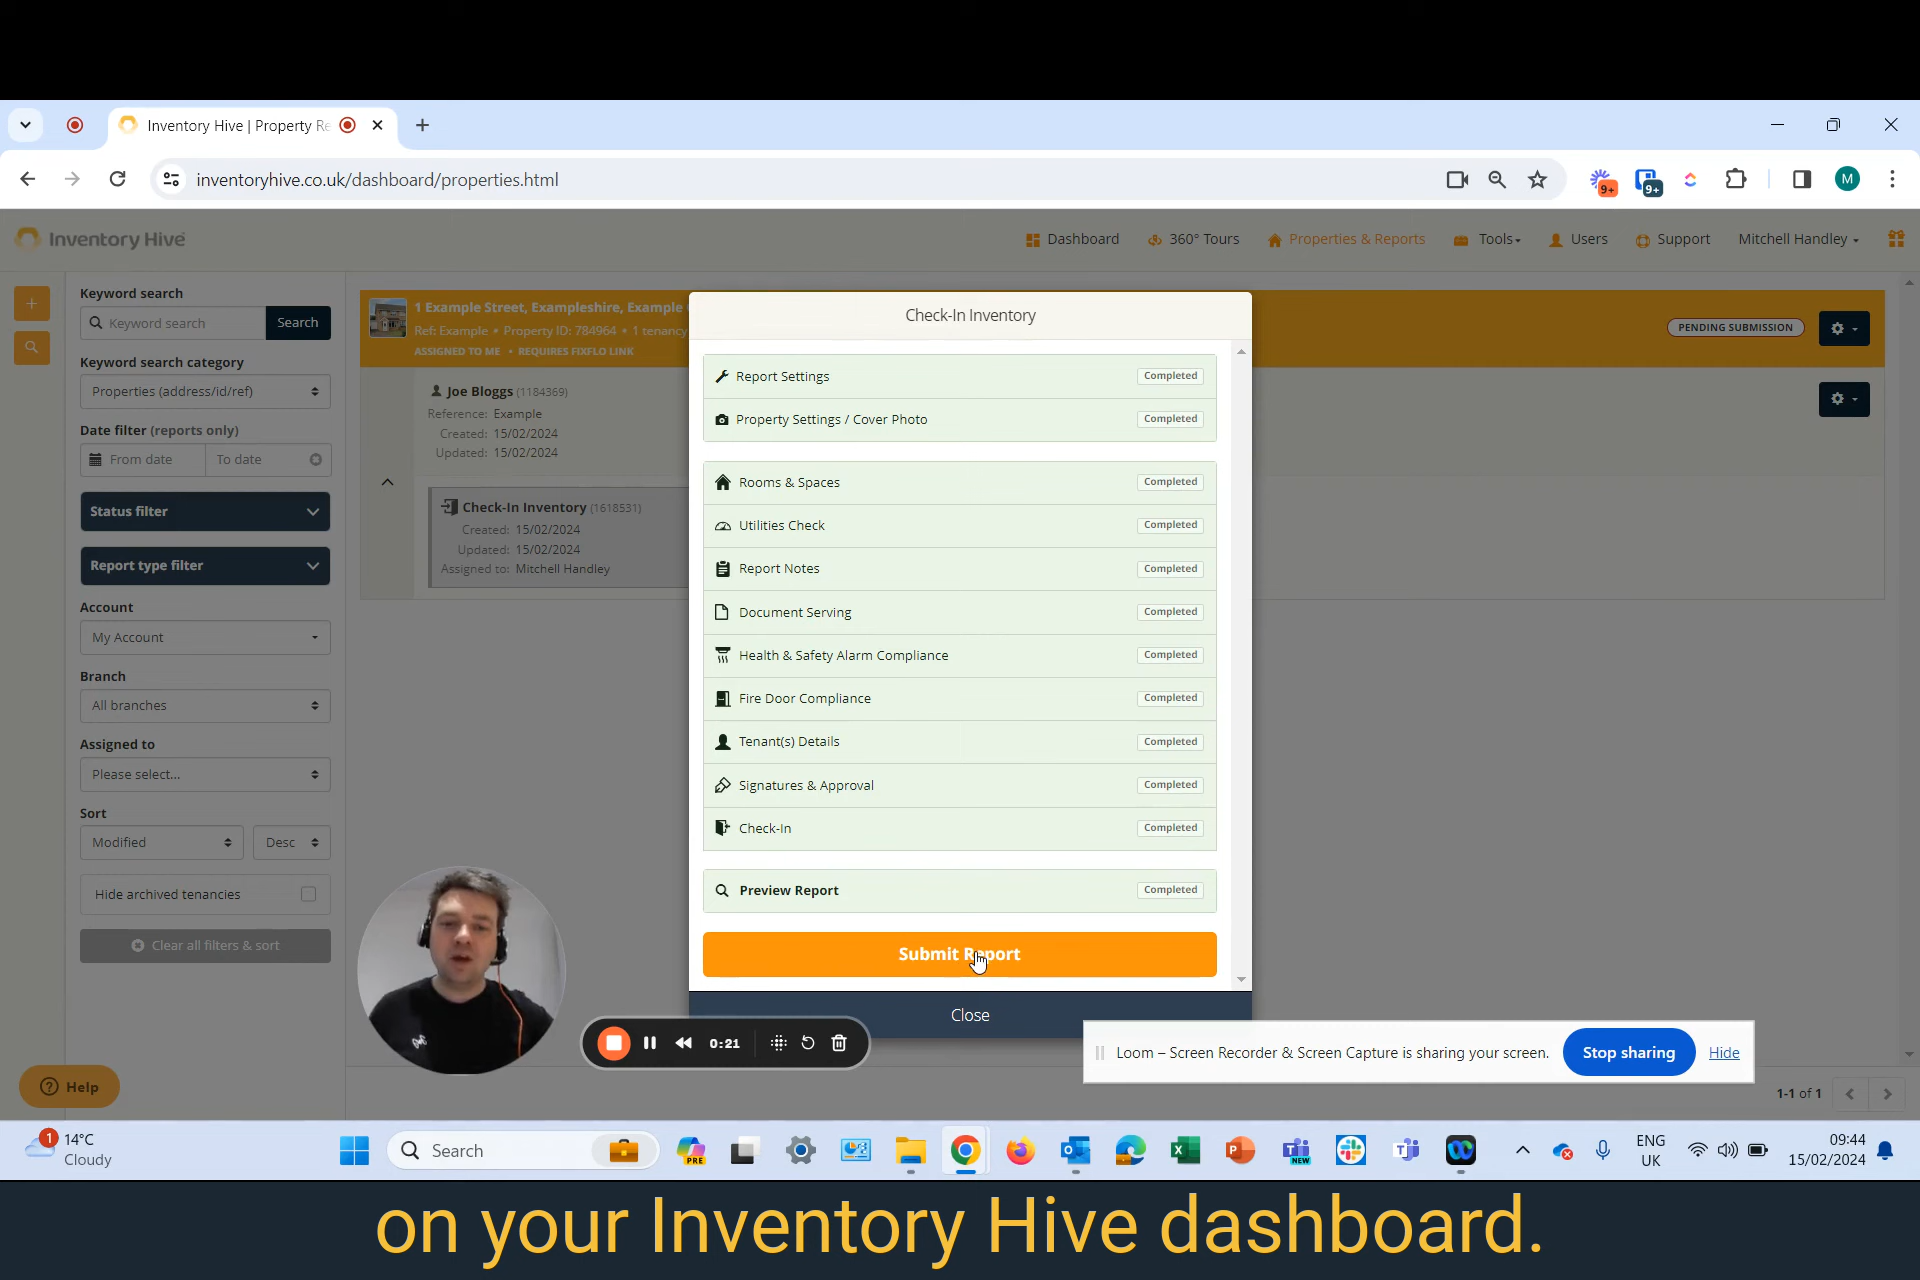 Inventory Hive | Property Re
inventoryhive.co.uk/dashboard/properties.html
9+
9+
M
Inventory Hive
Dashboard
360° Tours
Properties & Reports
Tools
Users
Support
Mitchell Handley
Keyword search
Keyword search
Search
Keyword search category
Properties (address/id/ref)
Date filter (reports only)
From date
To date
Status filter
Report type filter
Account
My Account
Branch
All branches
Assigned to
Please select...
Sort
Modified
Desc
Hide archived tenancies
Clear all filters & sort
Help
1 Example Street, Exampleshire, Example
Ref: Example • Property ID: 784964 • 1 tenancy
ASSIGNED TO ME • REQUIRES FIXFLO LINK
PENDING SUBMISSION
Joe Bloggs (1184369)
Reference: Example
Created: 15/02/2024
Updated: 15/02/2024
Check-In Inventory (1618531)
Created: 15/02/2024
Updated: 15/02/2024
Assigned to: Mitchell Handley
Check-In Inventory
Report Settings Completed
Property Settings / Cover Photo Completed
Rooms & Spaces Completed
Utilities Check Completed
Report Notes Completed
Document Serving Completed
Health & Safety Alarm Compliance Completed
Fire Door Compliance Completed
Tenant(s) Details Completed
Signatures & Approval Completed
Check-In Completed
Preview Report Completed
Submit Report
Close
0:21
Loom – Screen Recorder & Screen Capture is sharing your screen.
Stop sharing
Hide
1-1 of 1
1
14°C
Cloudy
Search
PRE
NEW
ENG
UK
09:44
15/02/2024
on your Inventory Hive dashboard.